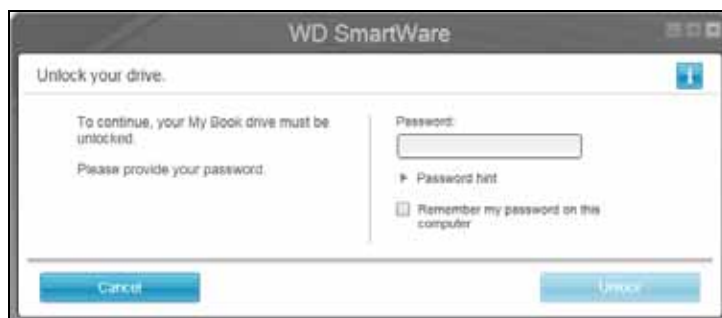 WD SmartWare
Unlock your drive.
To continue, your My Book drive must be
unlocked.
Please provide your password.
Password:
Password hint
Remember my password on this
computer
Cancel
Unlock